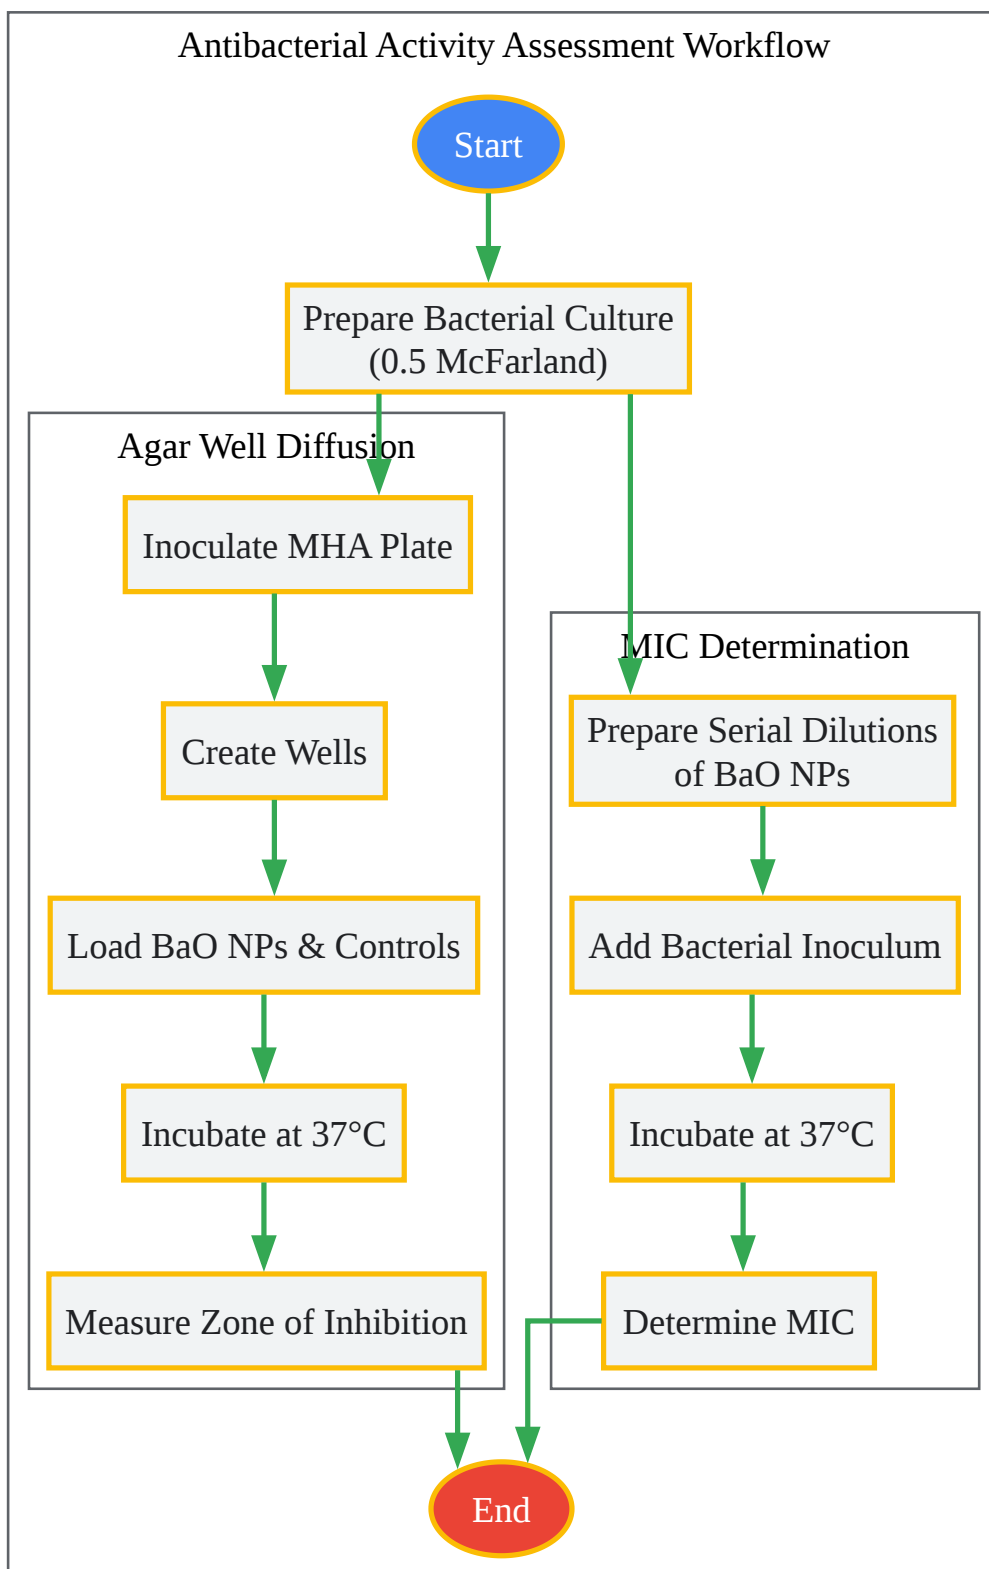 Antibacterial Activity Assessment Workflow
Start
Prepare Bacterial Culture
(0.5 McFarland)
Agar Well Diffusion
Inoculate MHA Plate
Create Wells
Load BaO NPs & Controls
Incubate at 37°C
Measure Zone of Inhibition
MIC Determination
Prepare Serial Dilutions
of BaO NPs
Add Bacterial Inoculum
Incubate at 37°C
Determine MIC
End